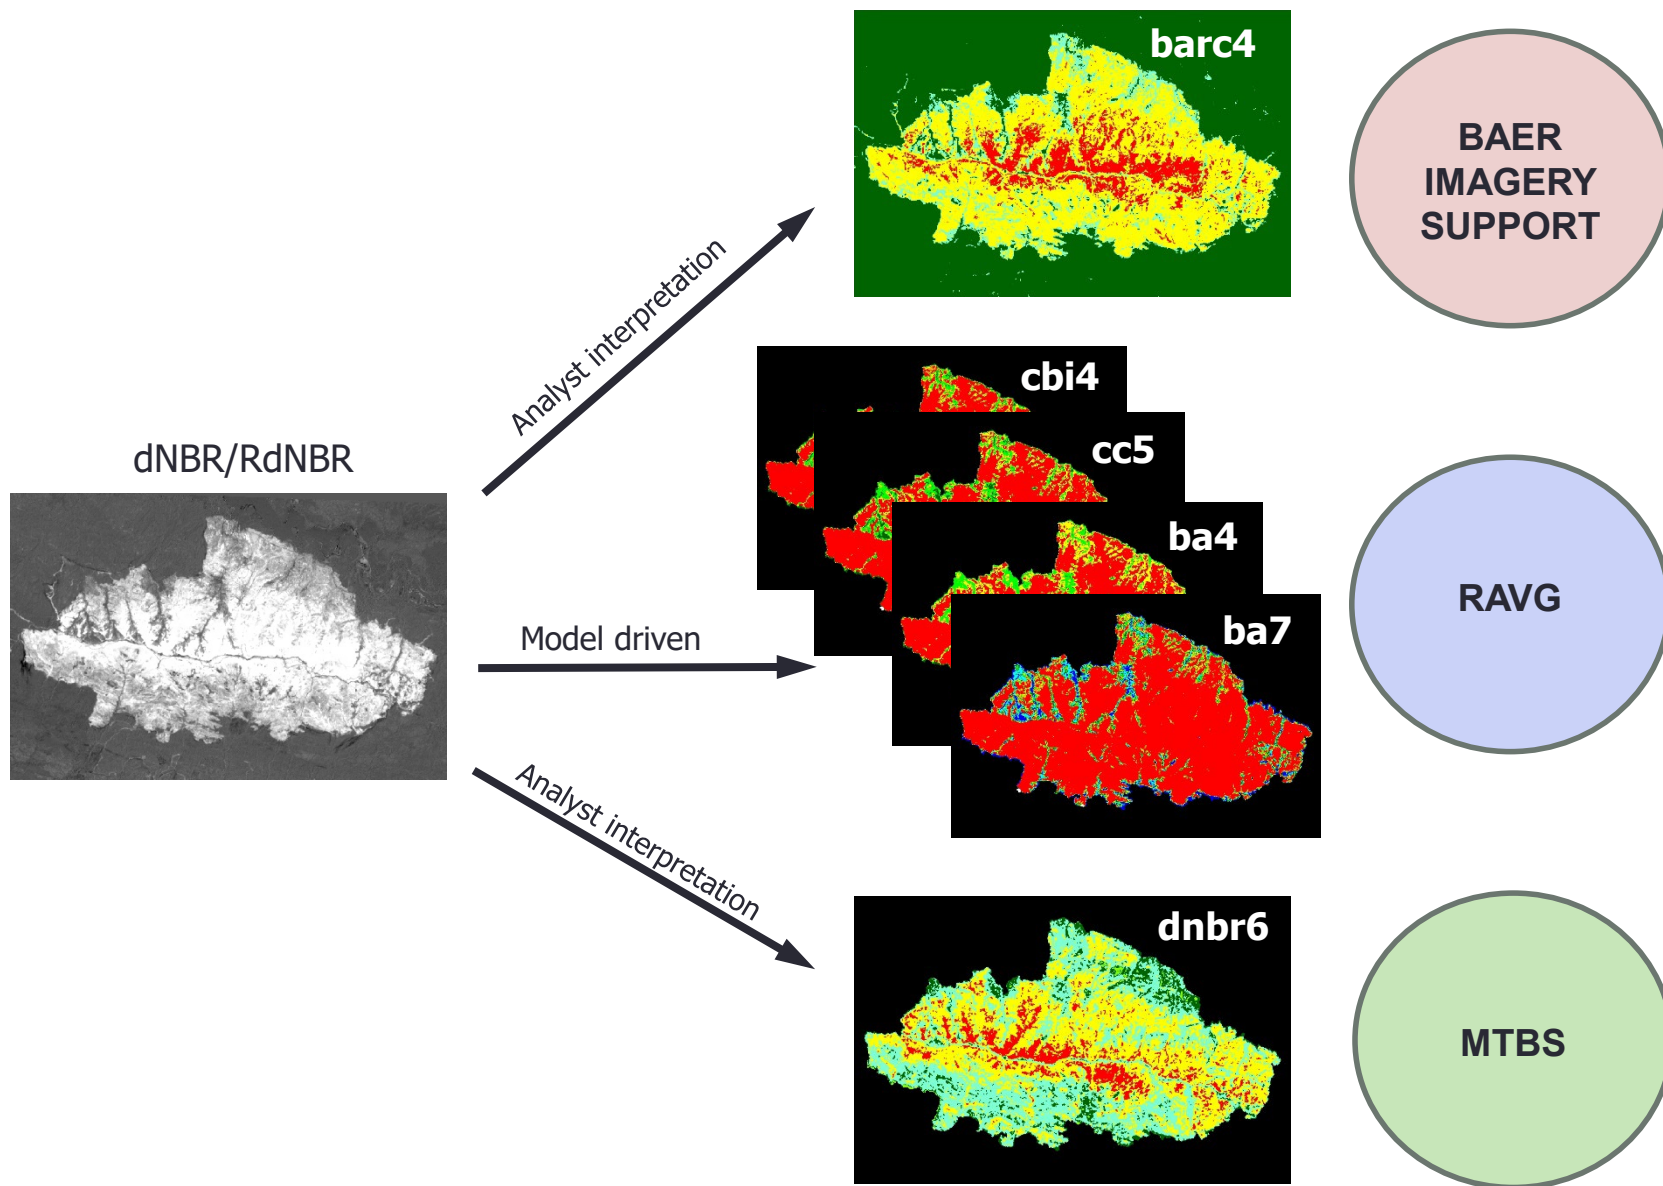 barc4
BAER
IMAGERY
SUPPORT
Analyst interpretation
cbi4
cc5
dNBR/RdNBR
ba4
RAVG
Model driven
ba7
Analyst interpretation
dnbr6
MTBS